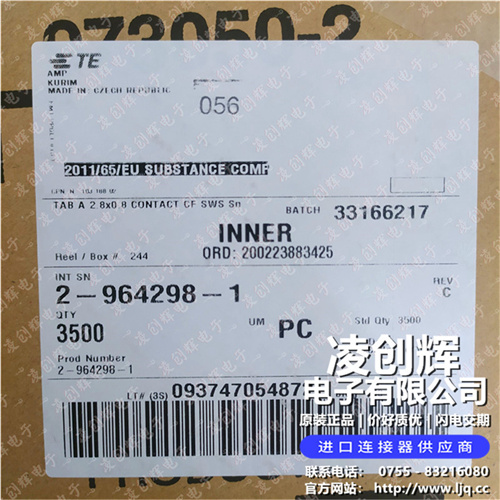 973050-2
TE
AMP
KURIM
MADE IN: CZECH REPUBLIC
056
2011/65/EU SUBSTANCE COMP
TAB A 2.8x0.8 CONTACT CF SWS Sn
BATCH 33166217
INNER
Reel / Box # 244
ORD: 200223883425
INT SN
2-964298-1
REV
C
QTY
3500
UM PC
Std Qty 3500
Prod Number
2-964298-1
LT# (3S) 09374705487
凌创辉
电子有限公司
原装正品|价好质优|闪电交期
进口连接器供应商
联系电话: 0755-83216080
官方网站: www.ljq.cc